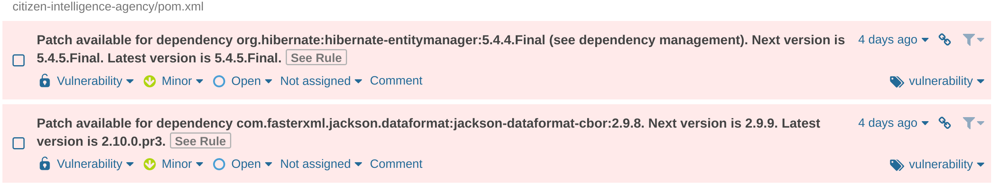 citizen-intelligence-agency/pom.xml
Patch available for dependency org.hibernate:hibernate-entitymanager:5.4.4.Final (see dependency management). Next version is 4 days ago
5.4.5.Final. Latest version is 5.4.5.Final. See Rule
Vulnerability Minor Open Not assigned Comment vulnerability
Patch available for dependency com.fasterxml.jackson.dataformat:jackson-dataformat-cbor:2.9.8. Next version is 2.9.9. Latest 4 days ago
version is 2.10.0.pr3. See Rule
Vulnerability Minor Open Not assigned Comment vulnerability